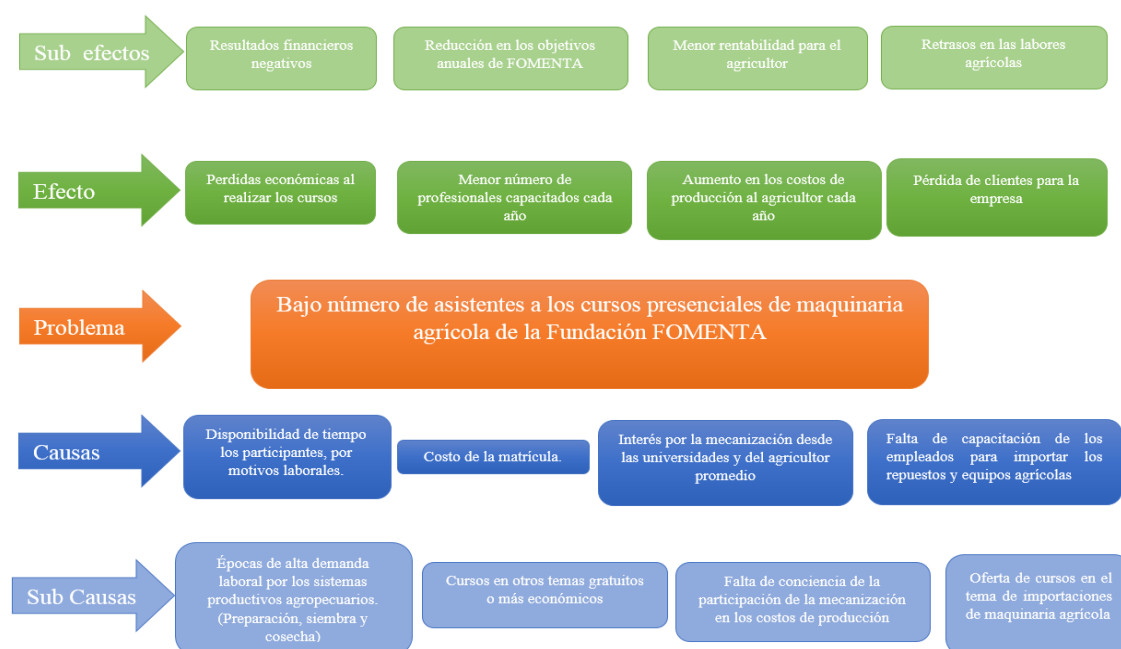 Sub efectos
Resultados financieros
negativos
Reducción en los objetivos
anuales de FOMENTA
Menor rentabilidad para el
agricultor
Retrasos en las labores
agrícolas
Efecto
Perdidas económicas al
realizar los cursos
Menor número de
profesionales capacitados cada
año
Aumento en los costos de
producción al agricultor cada
año
Pérdida de clientes para la
empresa
Problema
Bajo número de asistentes a los cursos presenciales de maquinaria
agrícola de la Fundación FOMENTA
Causas
Disponibilidad de tiempo
los participantes, por
motivos laborales.
Costo de la matrícula.
Interés por la mecanización desde
las universidades y del agricultor
promedio
Falta de capacitación de los
empleados para importar los
repuestos y equipos agrícolas
Sub Causas
Épocas de alta demanda
laboral por los sistemas
productivos agropecuarios.
(Preparación, siembra y
cosecha)
Cursos en otros temas gratuitos
o más económicos
Falta de conciencia de la
participación de la mecanización
en los costos de producción
Oferta de cursos en el
tema de importaciones
de maquinaria agrícola